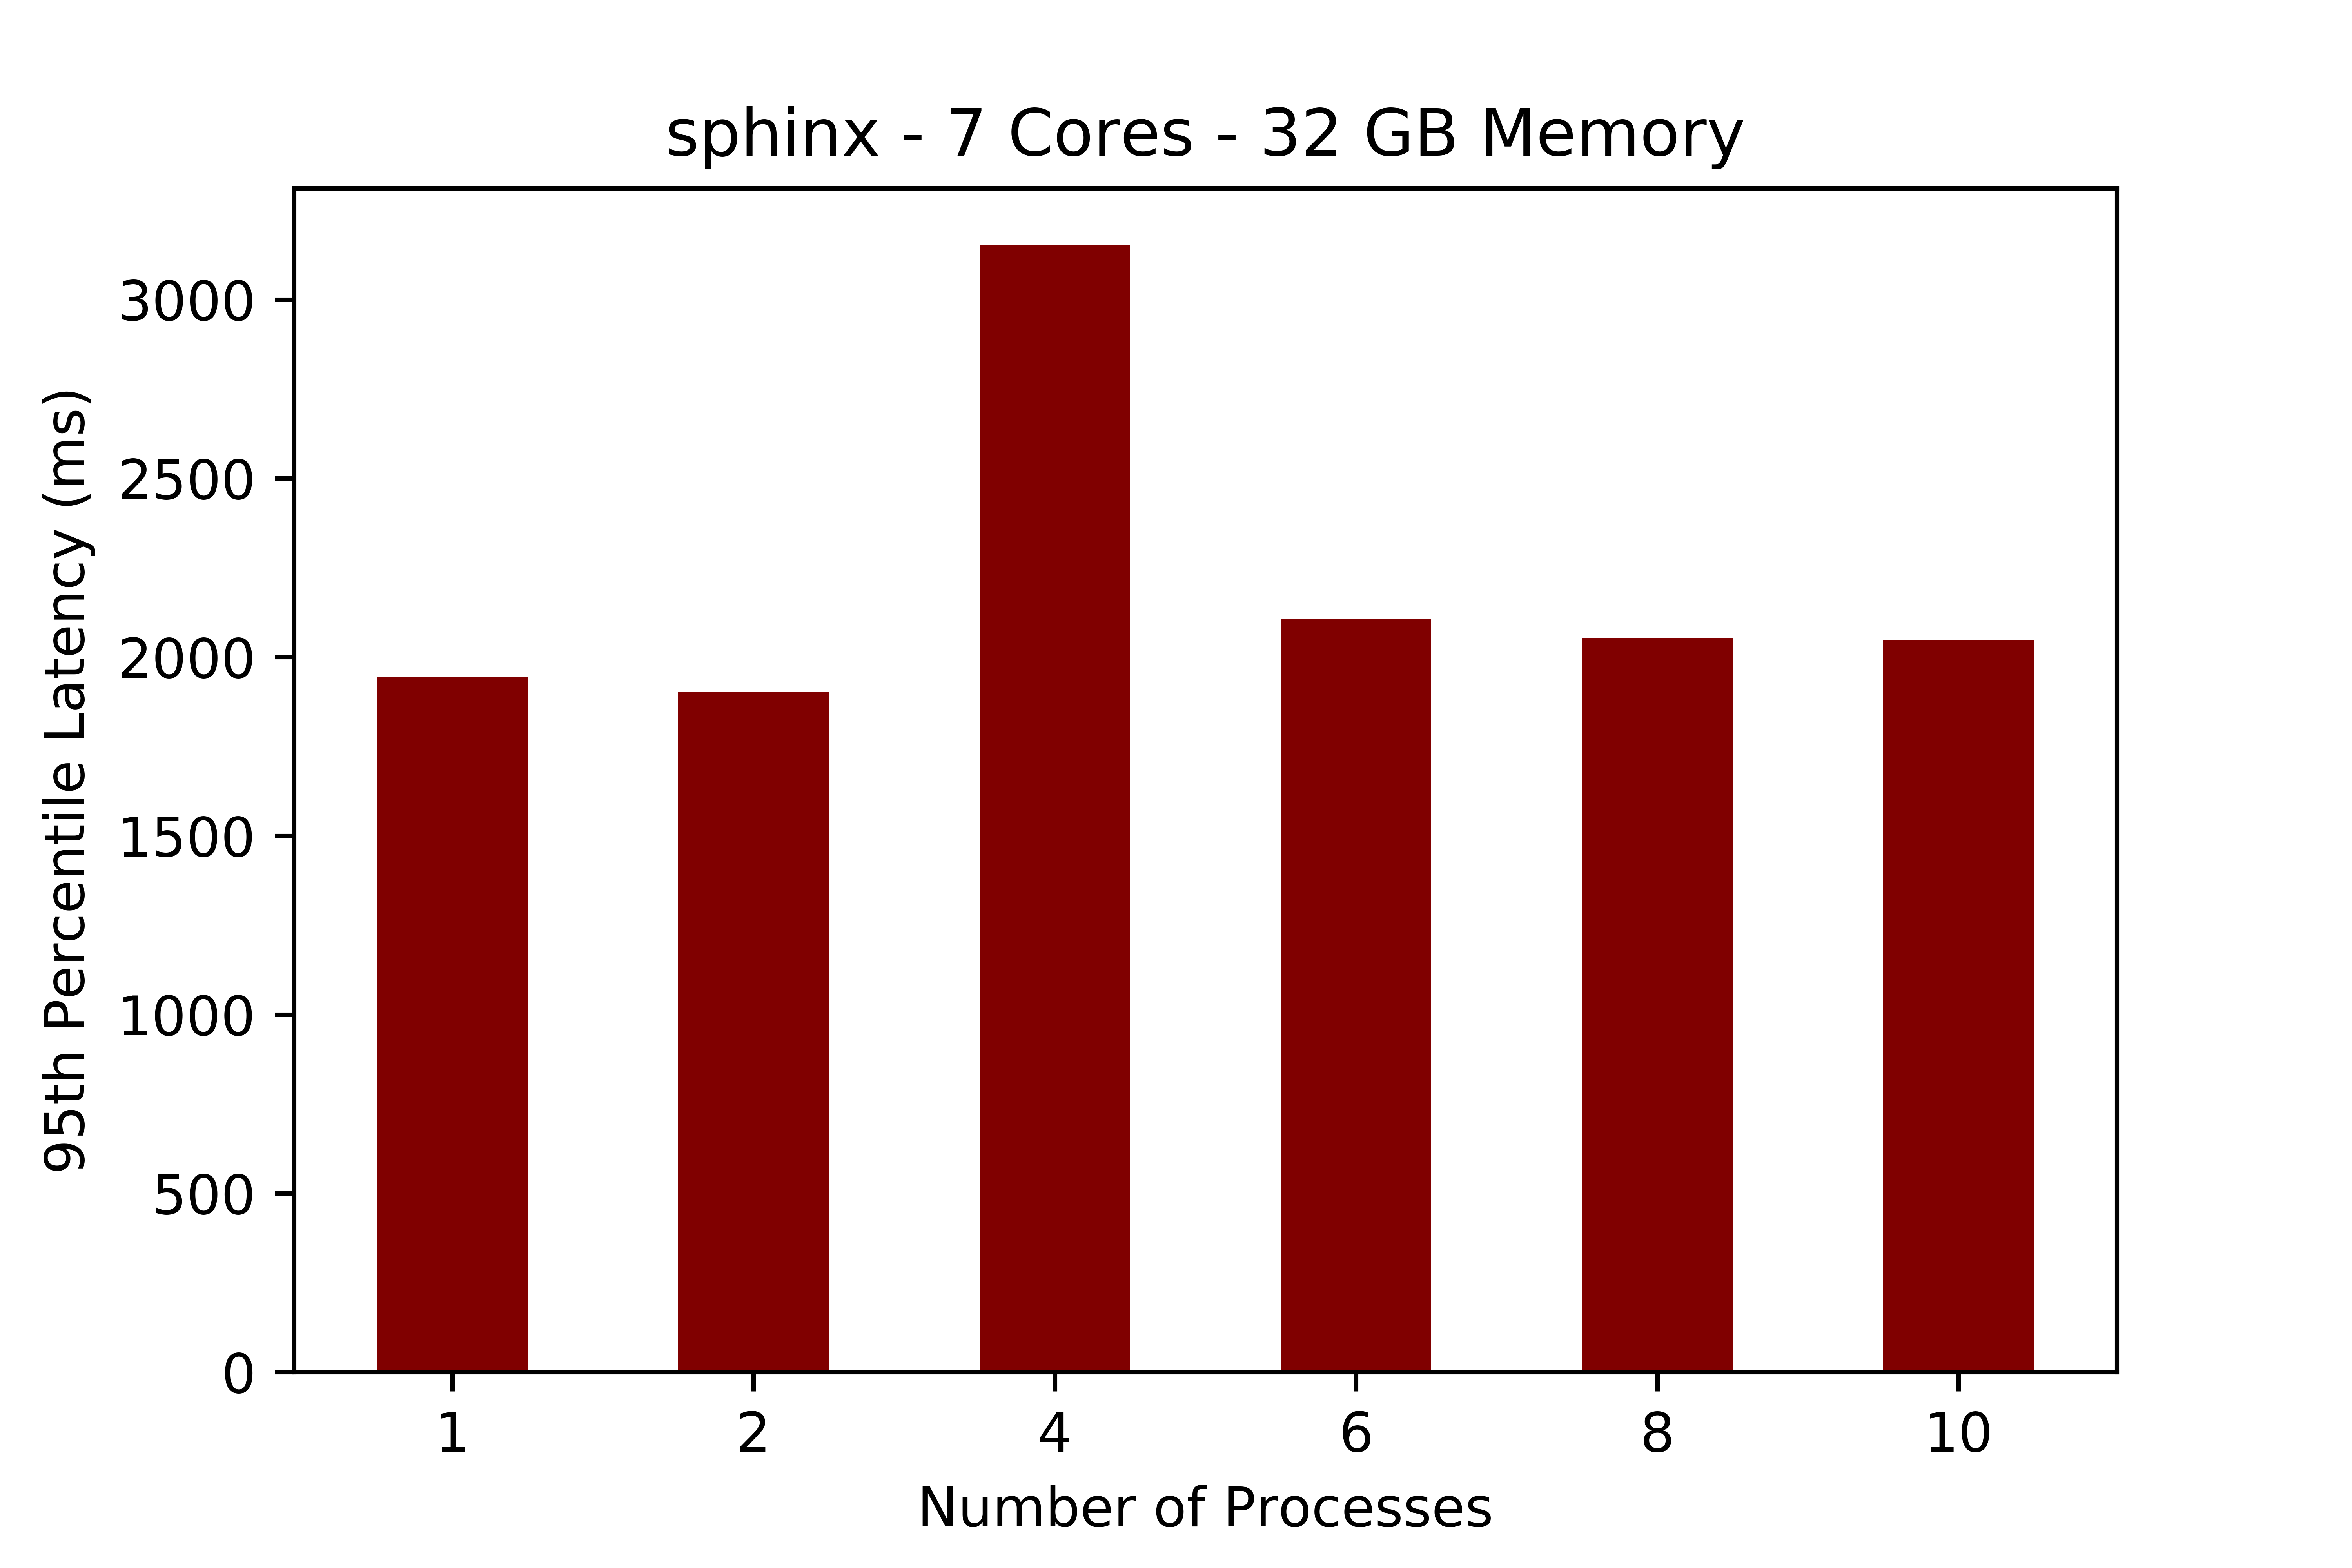 sphinx - 7 Cores - 32 GB Memory
95th Percentile Latency (ms)
3000
2500
2000
1500
1000
500
0
1 2 4 6 8 10
Number of Processes